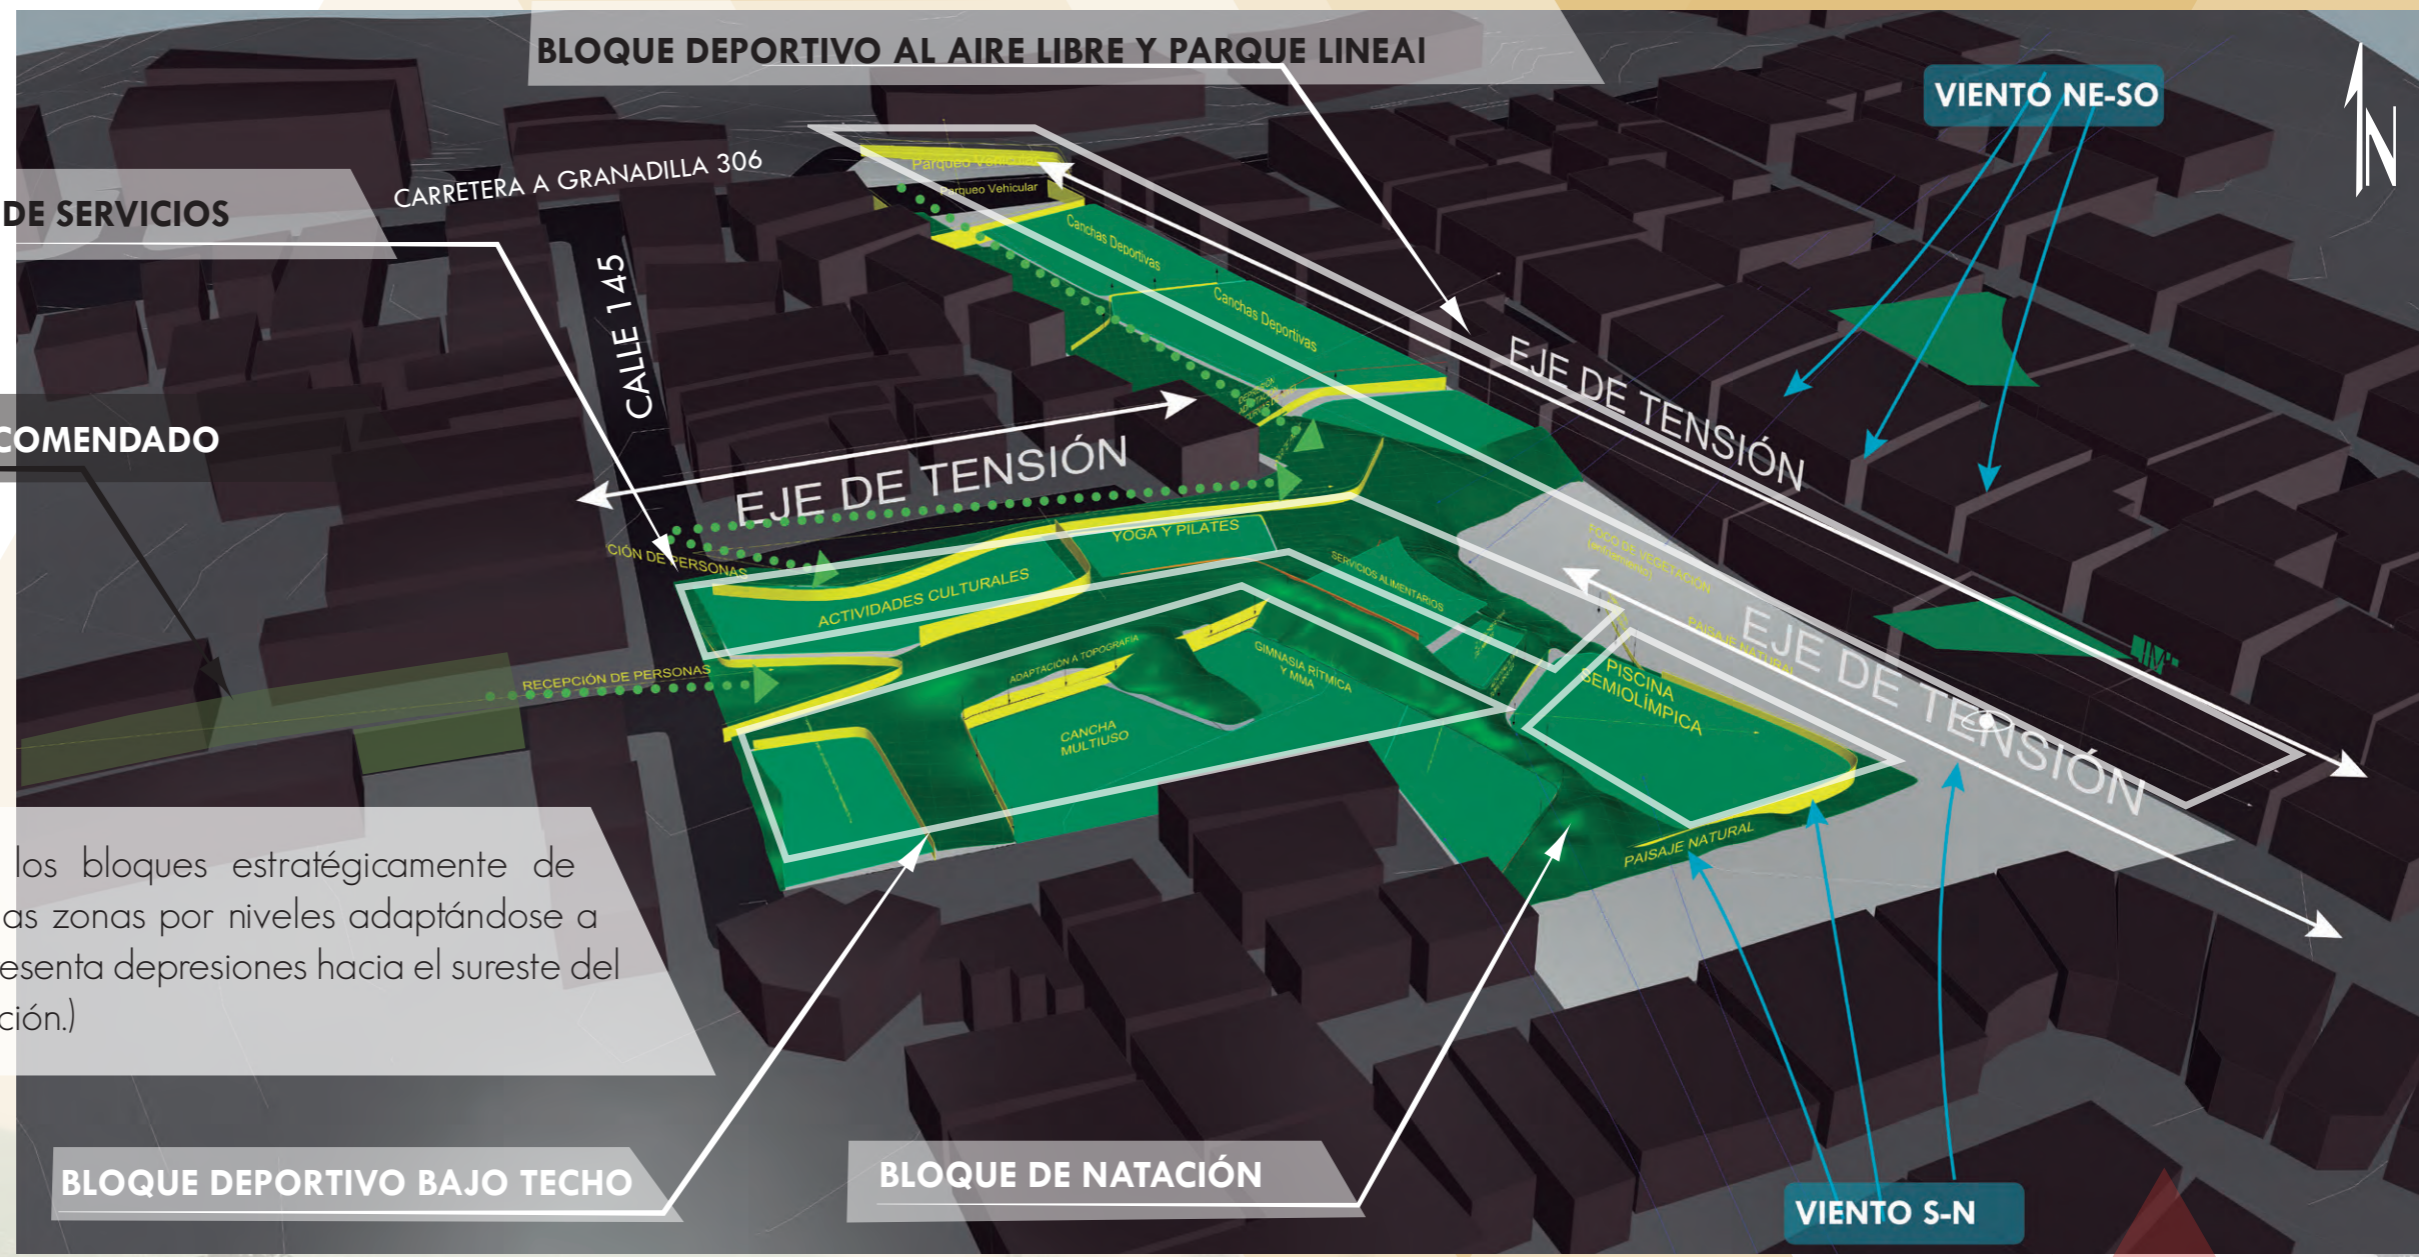 BLOQUE DEPORTIVO AL AIRE LIBRE Y PARQUE LINEAl
VIENTO NE-SO
N
CARRETERA A GRANADILLA 306
DE SERVICIOS
Parqueo Vehicular
Canchas Deportivas
CALLE 145
Canchas Deportivas
EJE DE TENSIÓN
COMENDADO
EJE DE TENSIÓN
YOGA Y PILATES
CIÓN DE PERSONAS
FOCO DE VEGETACIÓN
SERVICIOS ALIMENTARIOS
ACTIVIDADES CULTURALES
EJE DE TENSIÓN
PAISAJE NATURAL
ADAPTACIÓN A TOPOGRAFIA
GIMNASIA RÍTMICA
Y MMA
RECEPCIÓN DE PERSONAS
PISCINA
SEMIOLÍMPICA
CANCHA
MULTIUSO
PAISAJE NATURAL
los bloques estratégicamente de
as zonas por niveles adaptándose a
esenta depresiones hacia el sureste del
ción.)
BLOQUE DEPORTIVO BAJO TECHO
BLOQUE DE NATACIÓN
VIENTO S-N